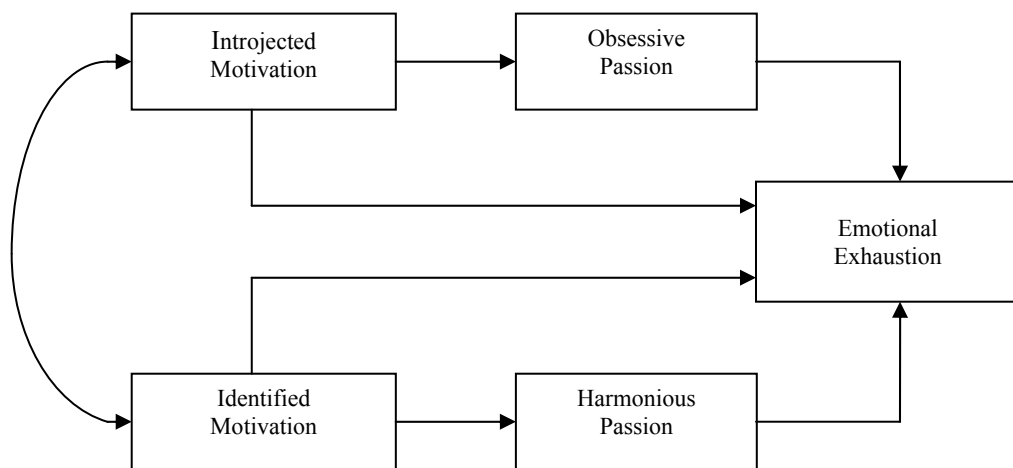 Introjected
Motivation
Obsessive
Passion
Emotional
Exhaustion
Identified
Motivation
Harmonious
Passion